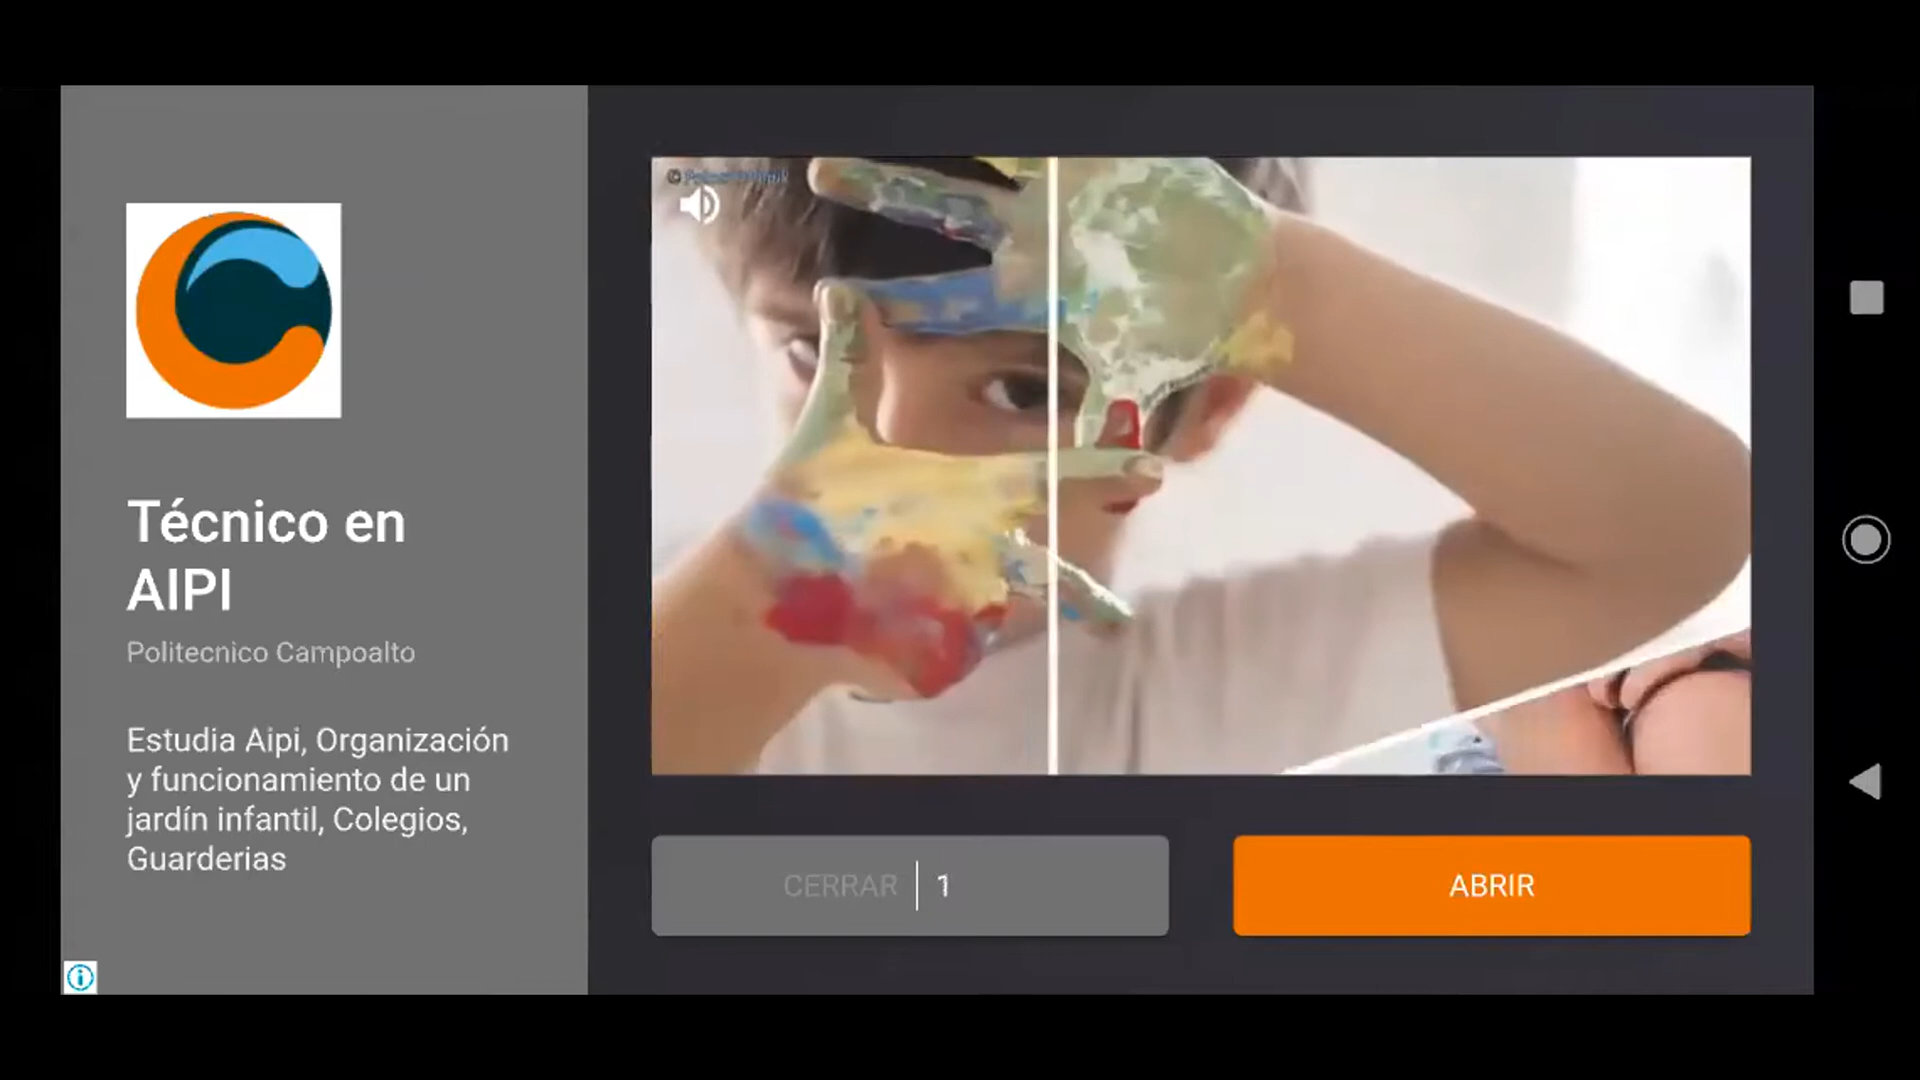 Técnico en
AIPI
Politecnico Campoalto
Estudia Aipi, Organización
y funcionamiento de un
jardín infantil, Colegios,
Guarderias
CERRAR | 1
ABRIR